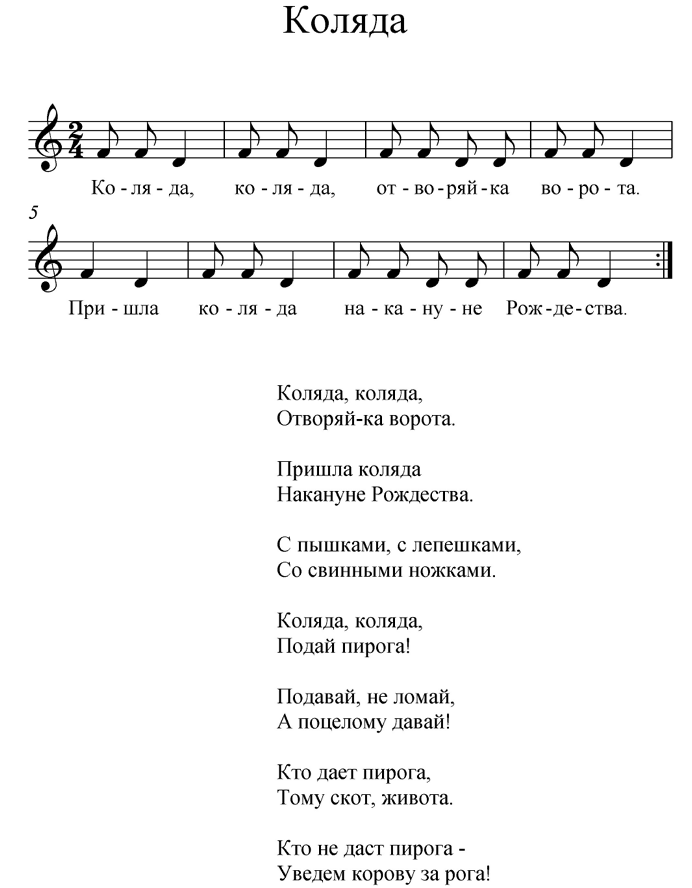 Коляда
2
4
Ко - ля - да, ко - ля - да, от - во - ряй - ка во - ро - та.
5
При - шла ко - ля - да на - ка - ну - не Рож - де - ства.
Коляда, коляда,
Отворяй-ка ворота.
Пришла коляда
Накануне Рождества.
С пышками, с лепешками,
Со свинными ножками.
Коляда, коляда,
Подай пирога!
Подавай, не ломай,
А поцелому давай!
Кто дает пирога,
Тому скот, живота.
Кто не даст пирога -
Уведем корову за рога!